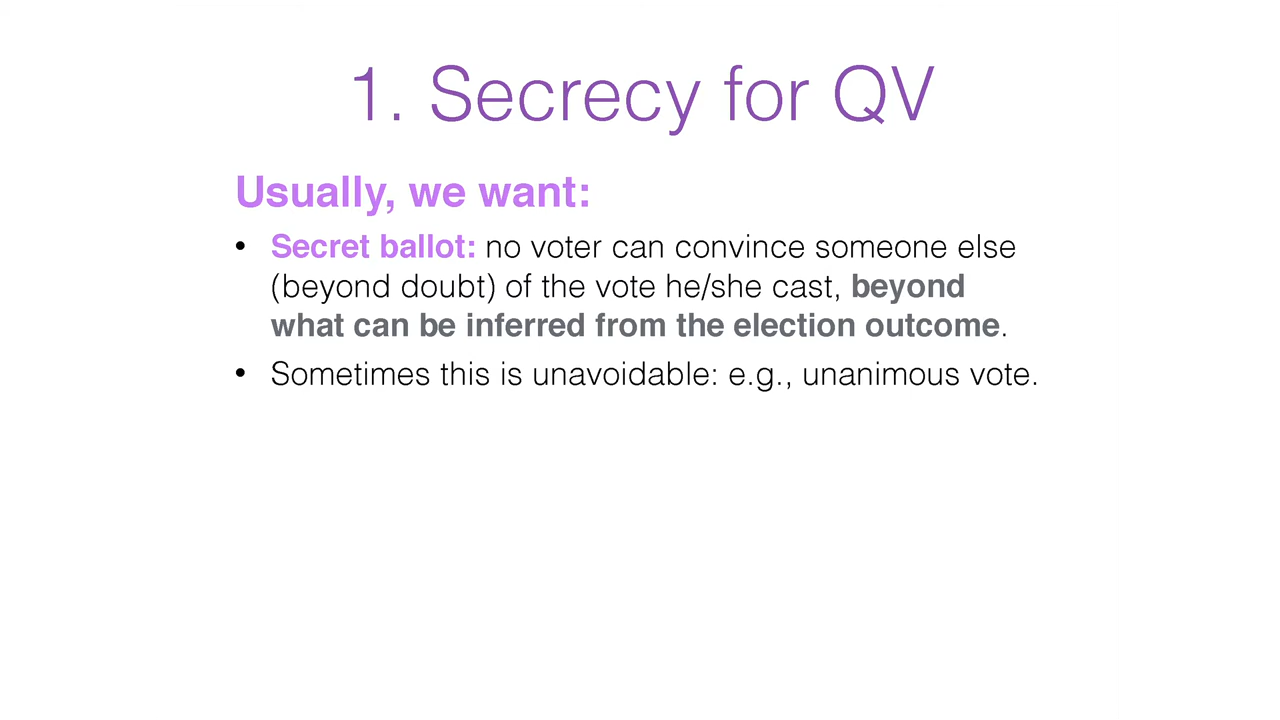 1. Secrecy for QV
Usually, we want:
• Secret ballot: no voter can convince someone else
(beyond doubt) of the vote he/she cast, beyond
what can be inferred from the election outcome.
• Sometimes this is unavoidable: e.g., unanimous vote.